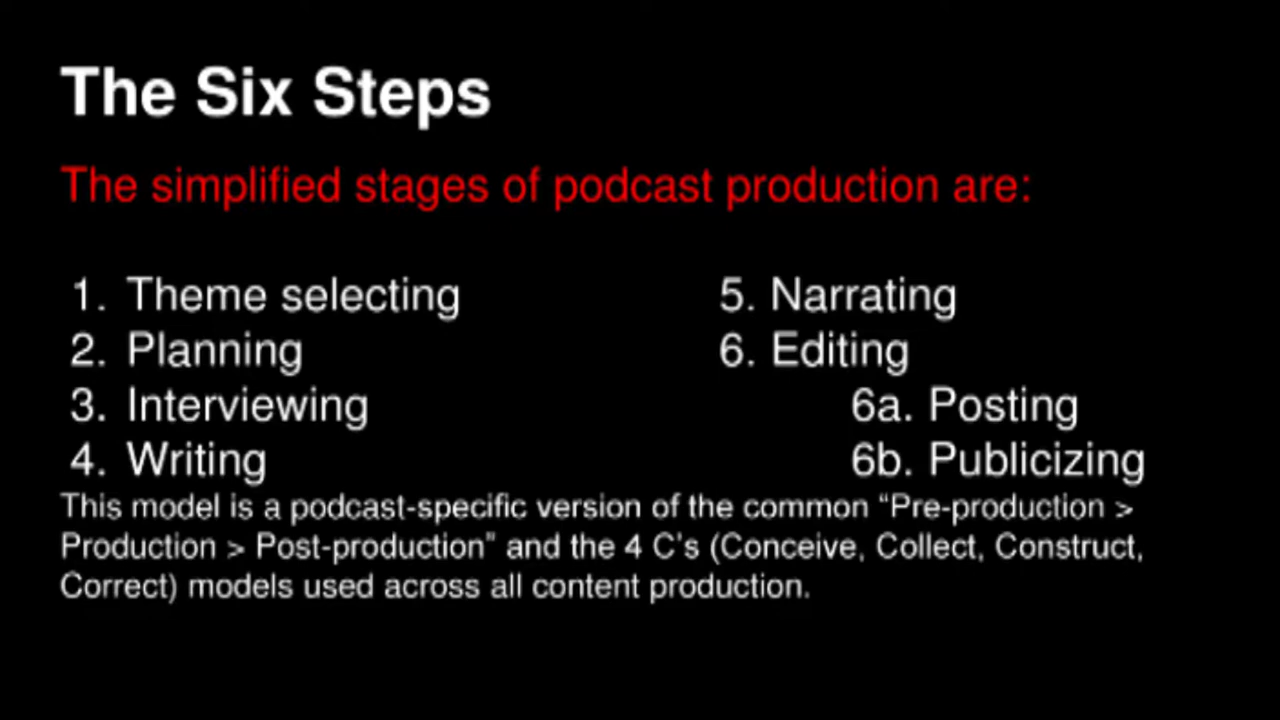 The Six Steps
The simplified stages of podcast production are:
1. Theme selecting
2. Planning
3. Interviewing
4. Writing
5. Narrating
6. Editing
6a. Posting
6b. Publicizing
This model is a podcast-specific version of the common “Pre-production >
Production > Post-production” and the 4 C's (Conceive, Collect, Construct,
Correct) models used across all content production.